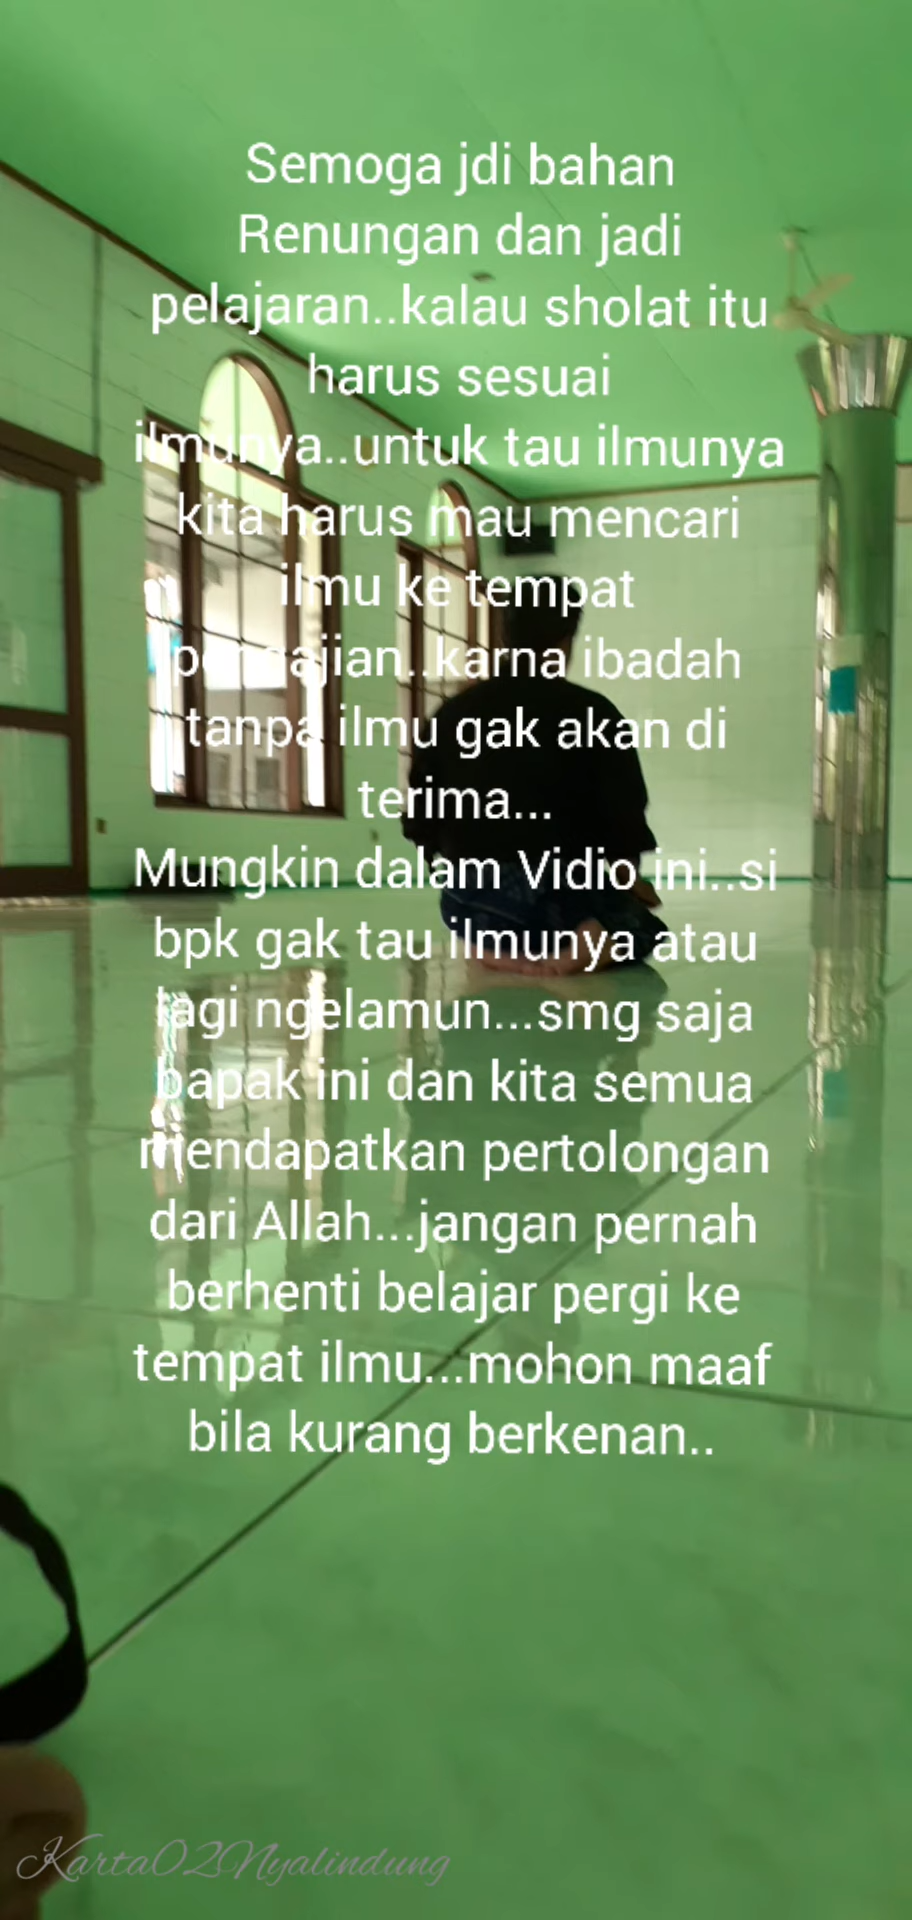 Semoga jdi bahan
Renungan dan jadi
pelajaran..kalau sholat itu
harus sesuai
ilmunya..untuk tau ilmunya
kita harus mau mencari
ilmu ke tempat
pengajian..karna ibadah
tanpa ilmu gak akan di
terima...
Mungkin dalam Vidio ini..si
bpk gak tau ilmunya atau
lagi ngelamun...smg saja
bapak ini dan kita semua
mendapatkan pertolongan
dari Allah...jangan pernah
berhenti belajar pergi ke
tempat ilmu...mohon maaf
bila kurang berkenan..
Karta02Nyalindung